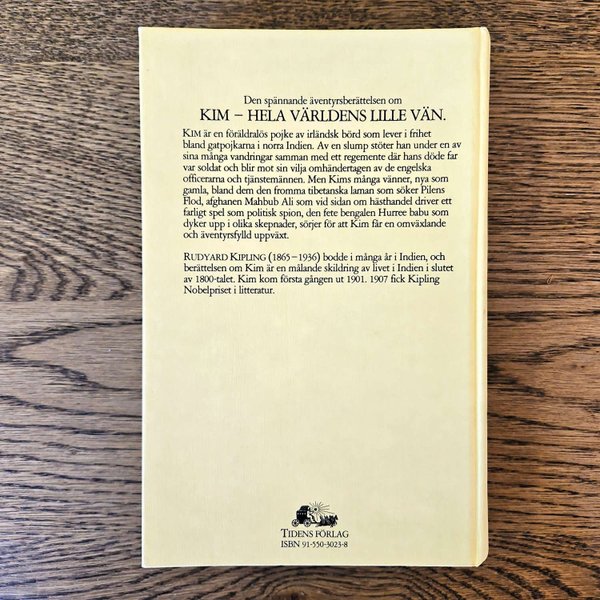 Den spännande äventyrsberättelsen om
KIM – HELA VÄRLDENS LILLE VÄN.
KIM är en föräldralös pojke av irländsk börd som lever i frihet
bland gatpojkarna i norra Indien. Av en slump stöter han under en av
sina många vandringar samman med ett regemente där hans döde far
var soldat och blir mot sin vilja omhändertagen av de engelska
officerarna och tjänstemännen. Men Kims många vänner, nya som
gamla, bland dem den fromma tibetanska laman som söker Pilens
Flod, afghanen Mahbub Ali som vid sidan om hästhandel driver ett
farligt spel som politisk spion, den fete bengalen Hurree babu som
dyker upp i olika skepnader, sörjer för att Kim får en omväxlande
och äventyrsfylld uppväxt.
RUDYARD KIPLING (1865–1936) bodde i många år i Indien, och
berättelsen om Kim är en målande skildring av livet i Indien i slutet
av 1800-talet. Kim kom första gången ut 1901. 1907 fick Kipling
Nobelpriset i litteratur.
TIDENS FÖRLAG
ISBN 91-550-3023-8